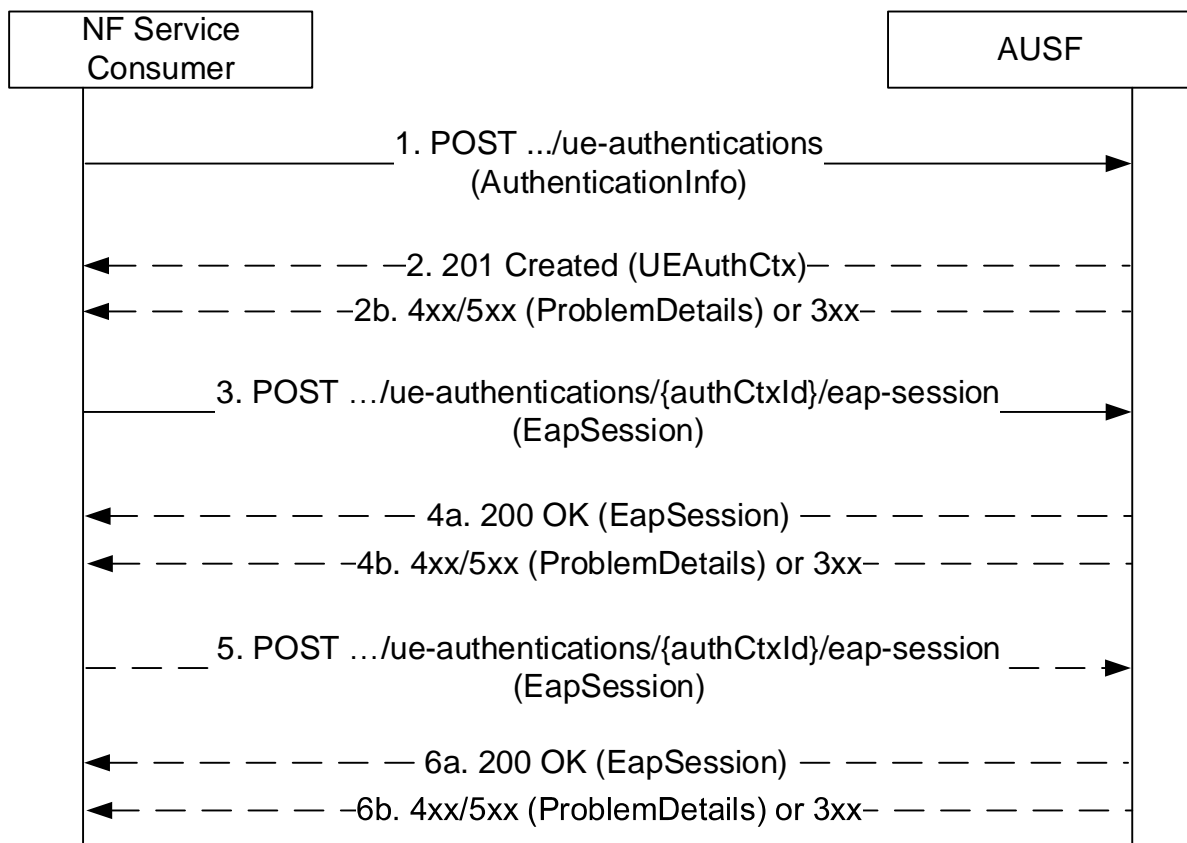 NF Service
Consumer
AUSF
1. POST .../ue-authentications
(AuthenticationInfo)
2. 201 Created (UEAuthCtx)
2b. 4xx/5xx (ProblemDetails) or 3xx
3. POST …/ue-authentications/{authCtxId}/eap-session
(EapSession)
4a. 200 OK (EapSession)
4b. 4xx/5xx (ProblemDetails) or 3xx
5. POST …/ue-authentications/{authCtxId}/eap-session
(EapSession)
6a. 200 OK (EapSession)
6b. 4xx/5xx (ProblemDetails) or 3xx